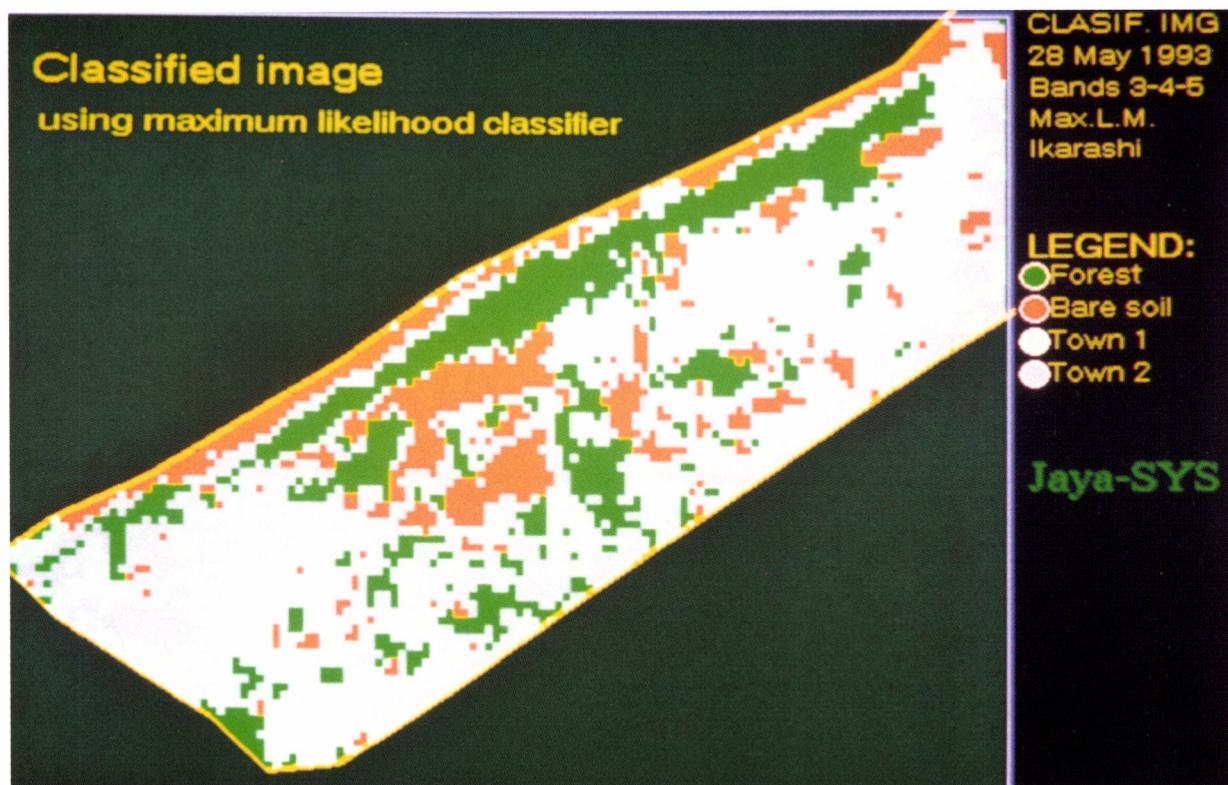 Classified image
using maximum likelihood classifier
CLASIF. IMG
28 May 1993
Bands 3-4-5
Max.L.M.
Ikarashi
LEGEND:
Forest
Bare soil
Town 1
Town 2
Jaya-SYS